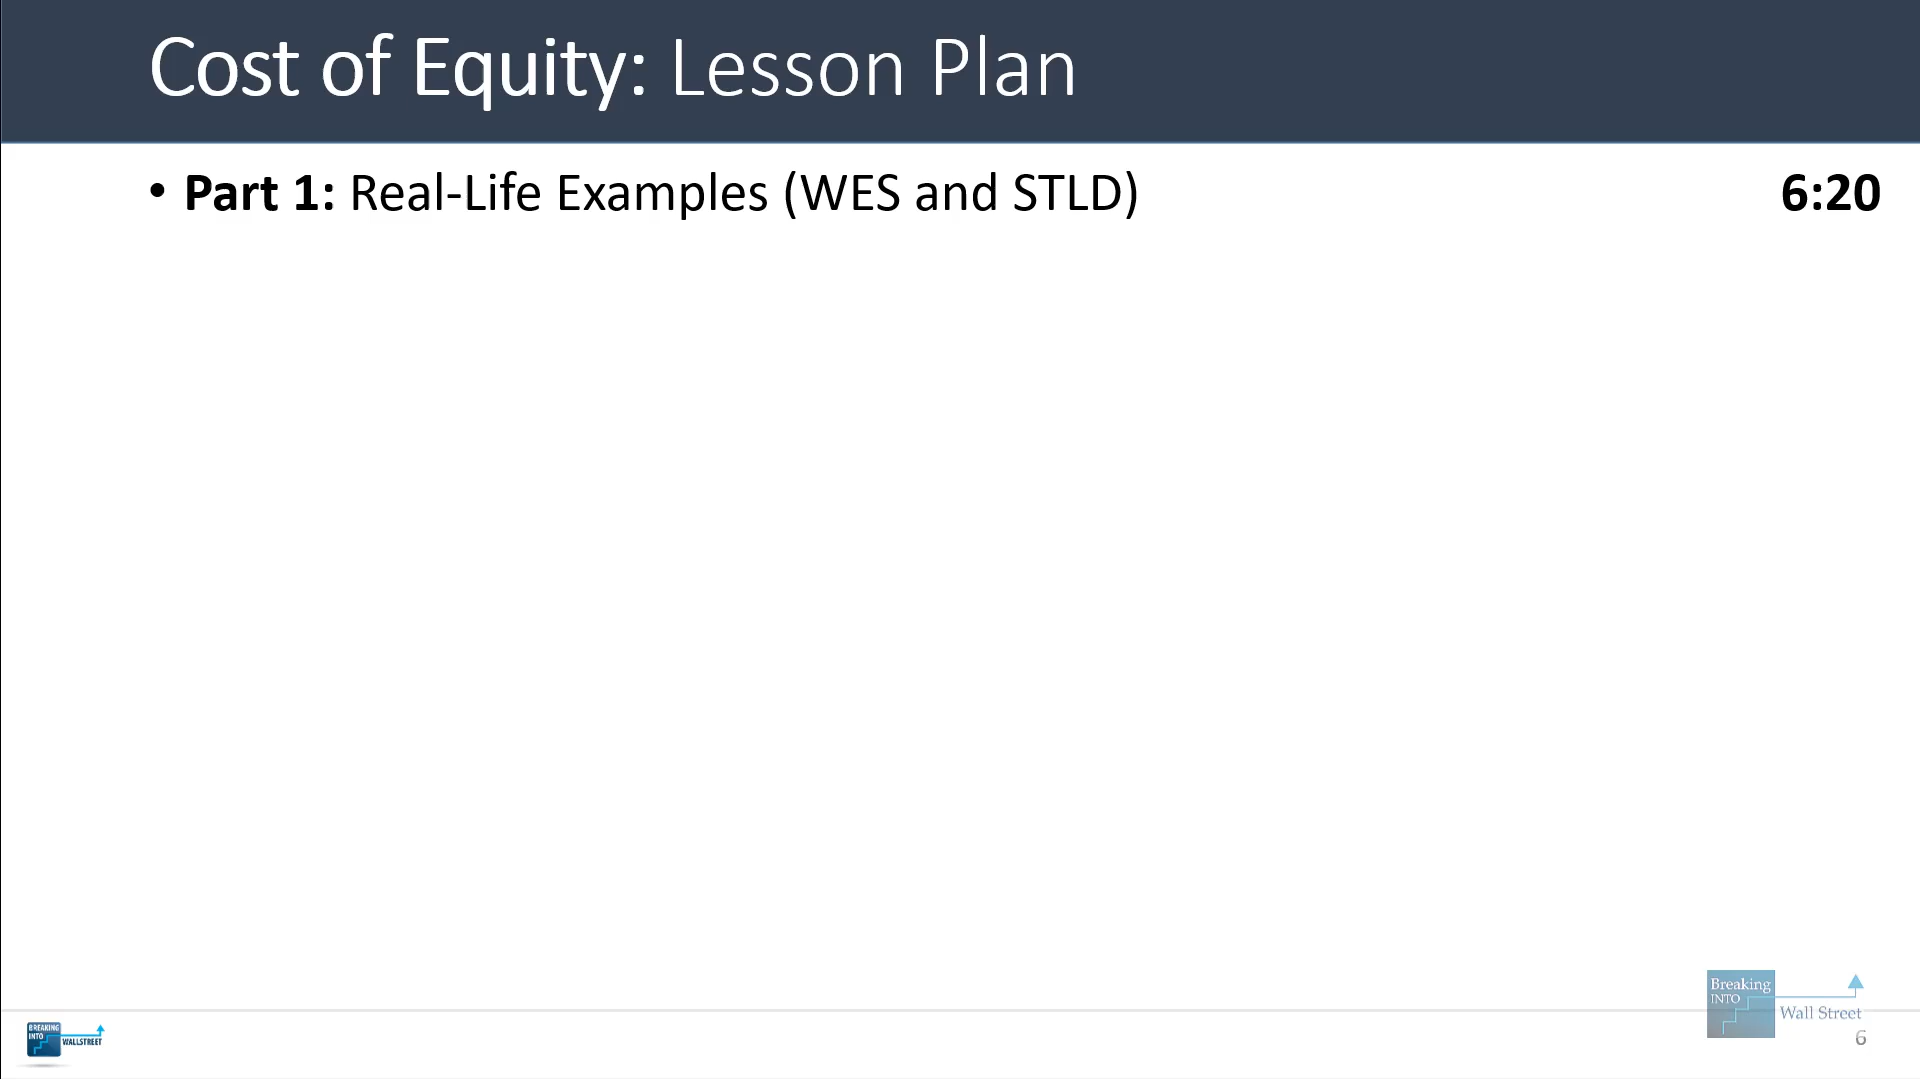 Cost of Equity: Lesson Plan
• Part 1: Real-Life Examples (WES and STLD) 6:20
Breaking
INTO
Wall Street
BREAKING
INTO
WALLSTREET
6